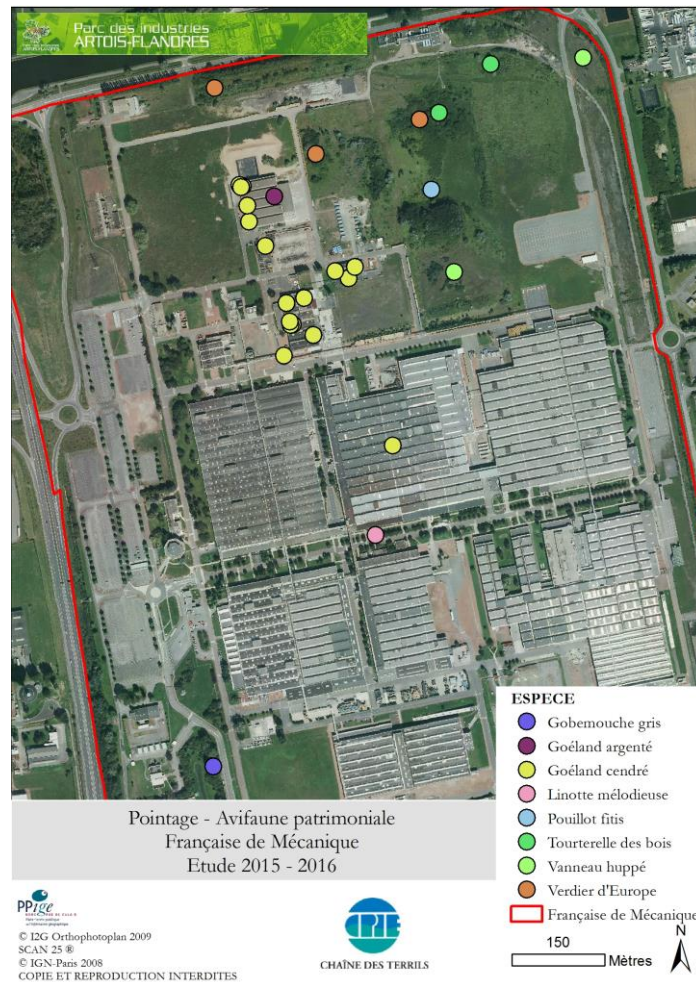 Parc des industries
ARTOIS-FLANDRES
ESPECE
Gobemouche gris
Goéland argenté
Goéland cendré
Linotte mélodieuse
Pouillot fitis
Tourterelle des bois
Vanneau huppé
Verdier d'Europe
Française de Mécanique
150
Mètres
N
Pointage - Avifaune patrimoniale
Française de Mécanique
Etude 2015 - 2016
PPige
© I2G Orthophotoplan 2009
SCAN 25 ®
© IGN-Paris 2008
COPIE ET REPRODUCTION INTERDITES
CPIE
CHAÎNE DES TERRILS